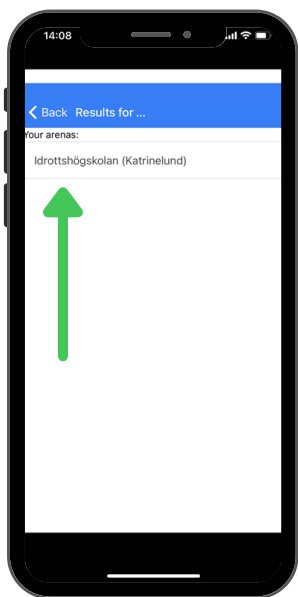 14:08
Back Results for ...
Your arenas:
Idrottshögskolan (Katrinelund)